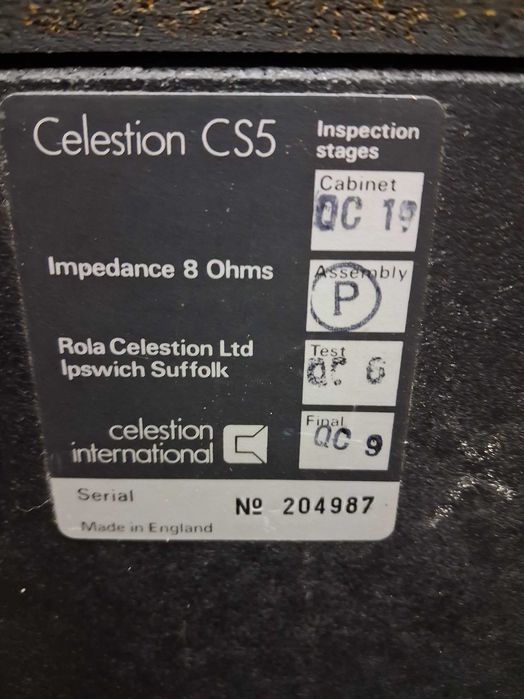 Celestion CS5
Inspection
stages
Cabinet
QC 19
Impedance 8 Ohms
Assembly
P
Rola Celestion Ltd
Ipswich Suffolk
Test
6
Final
QC 9
celestion
international
Serial
Nº 204987
Made in England